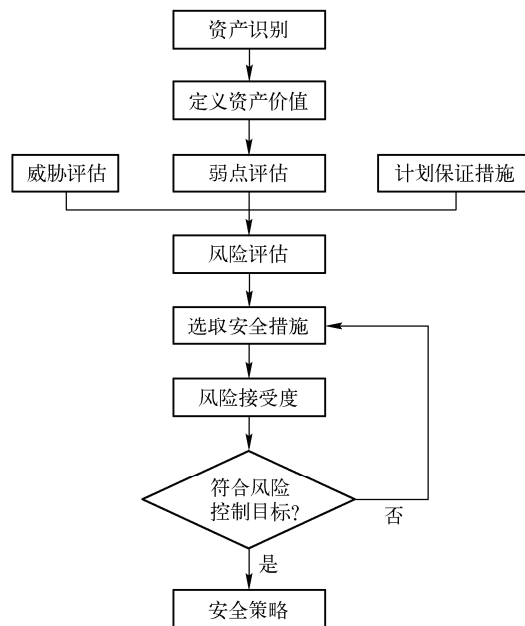 资产识别
定义资产价值
威胁评估
弱点评估
计划保证措施
风险评估
选取安全措施
风险接受度
符合风险
控制目标?
否
是
安全策略